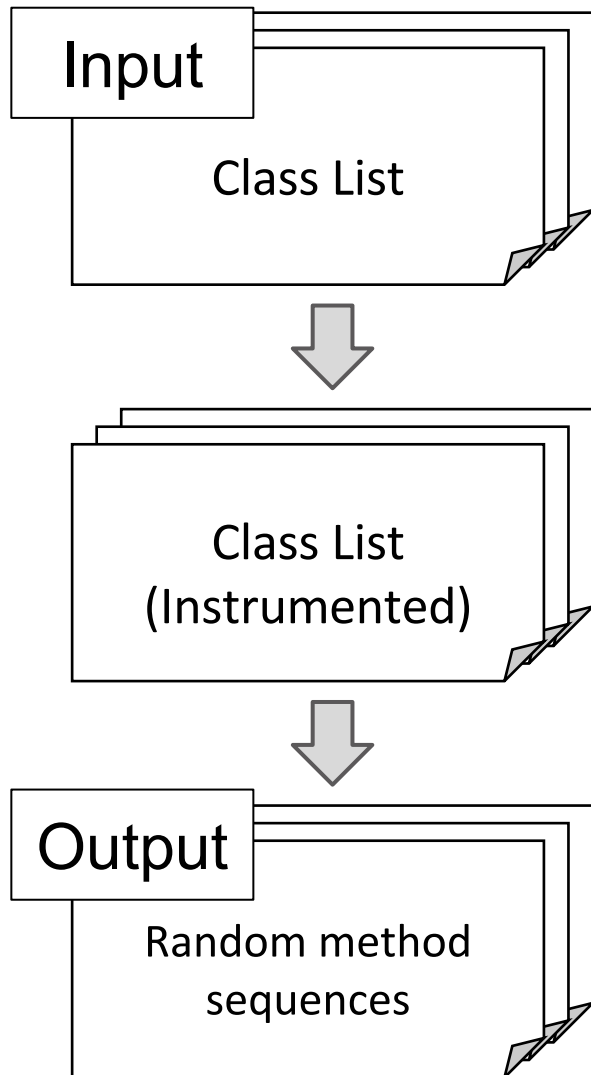 Input
Class List
Class List
(Instrumented)
Output
Random method
sequences